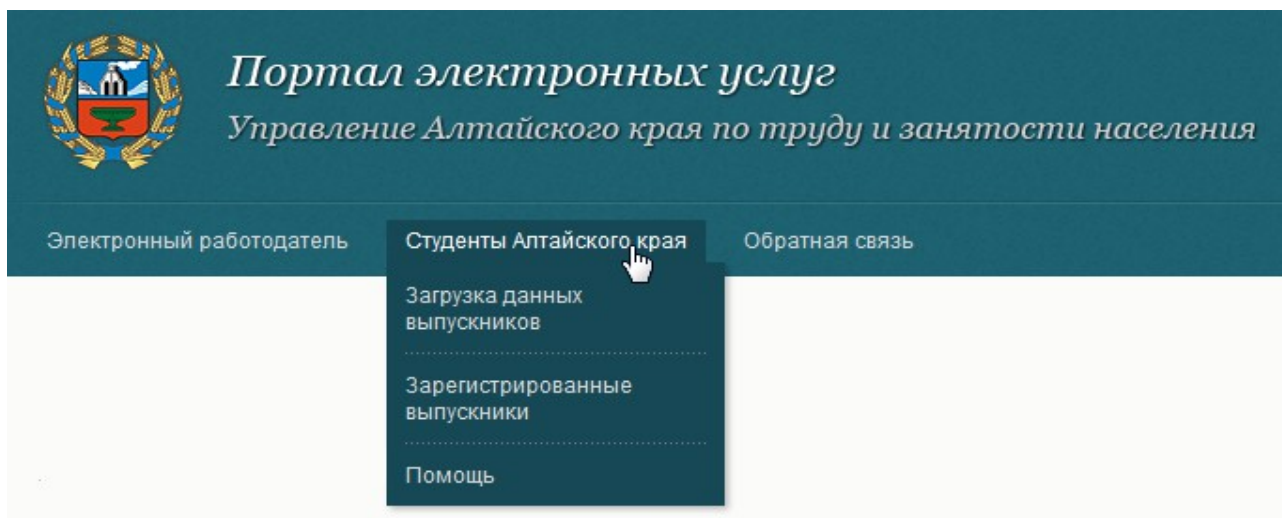 Портал электронных услуг
Управление Алтайского края по труду и занятости населения
Электронный работодатель Студенты Алтайского края Обратная связь
Загрузка данных
выпускников
Зарегистрированные
выпускники
Помощь